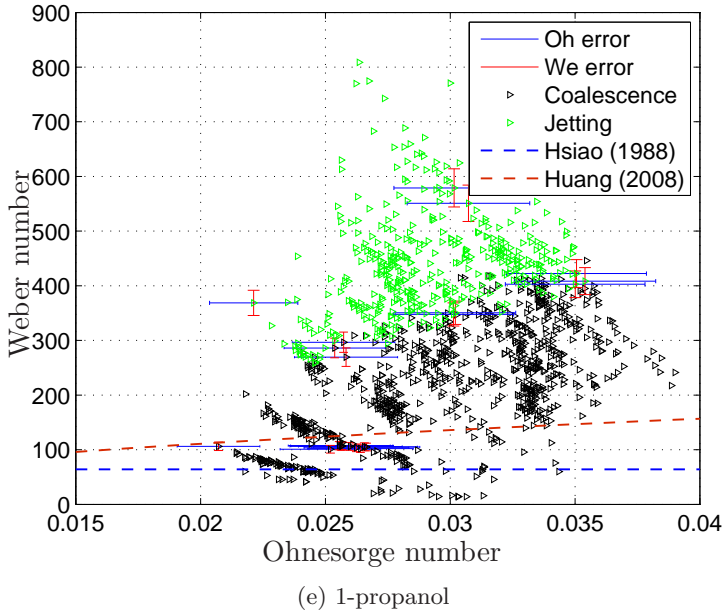 900
800
700
600
500
400
300
200
100
0
Weber number
Oh error
We error
Coalescence
Jetting
Hsiao (1988)
Huang (2008)
0.015 0.02 0.025 0.03 0.035 0.04
Ohnesorge number
(e) 1-propanol